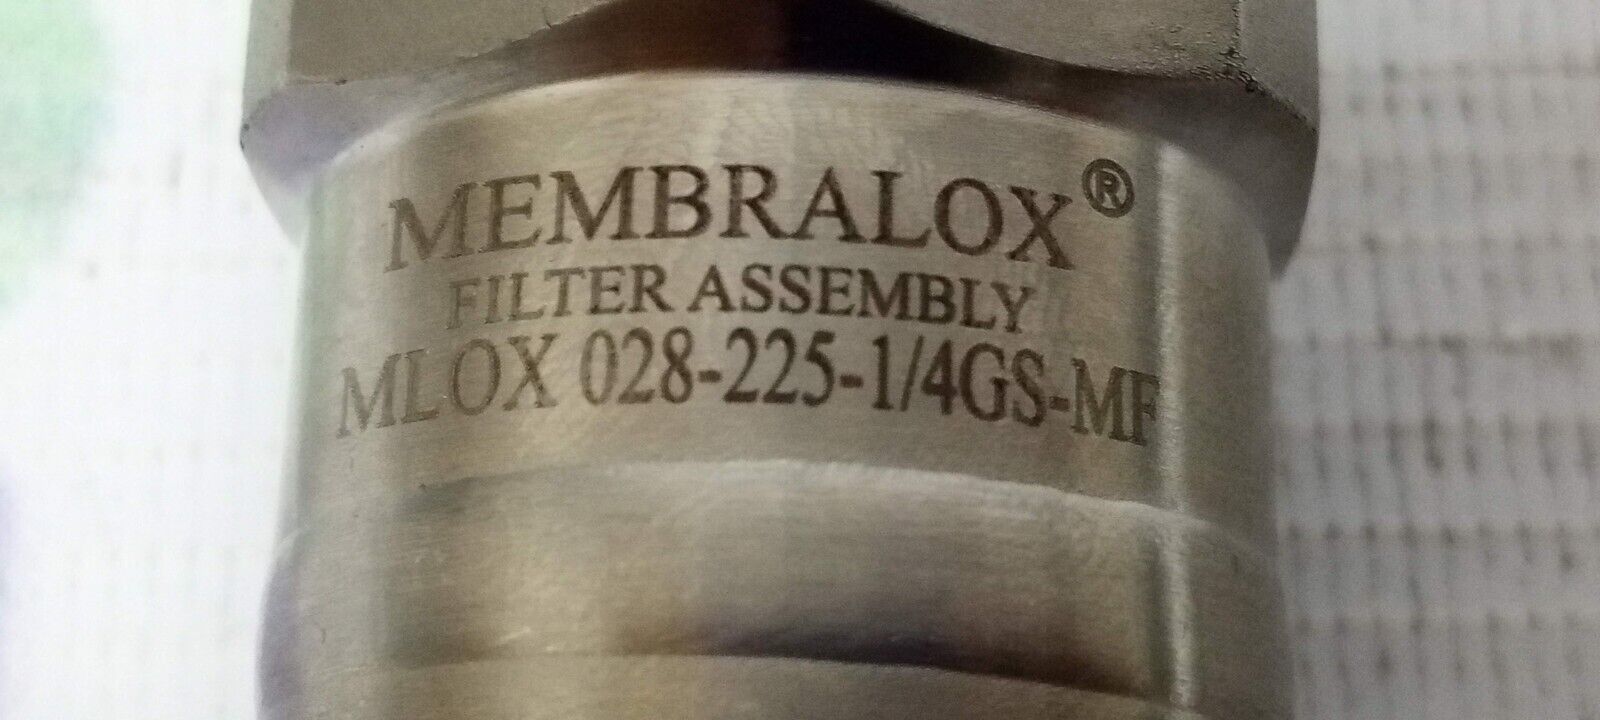 MEMBRALOX®
FILTER ASSEMBLY
MLOX 028-225-1/4GS-MF